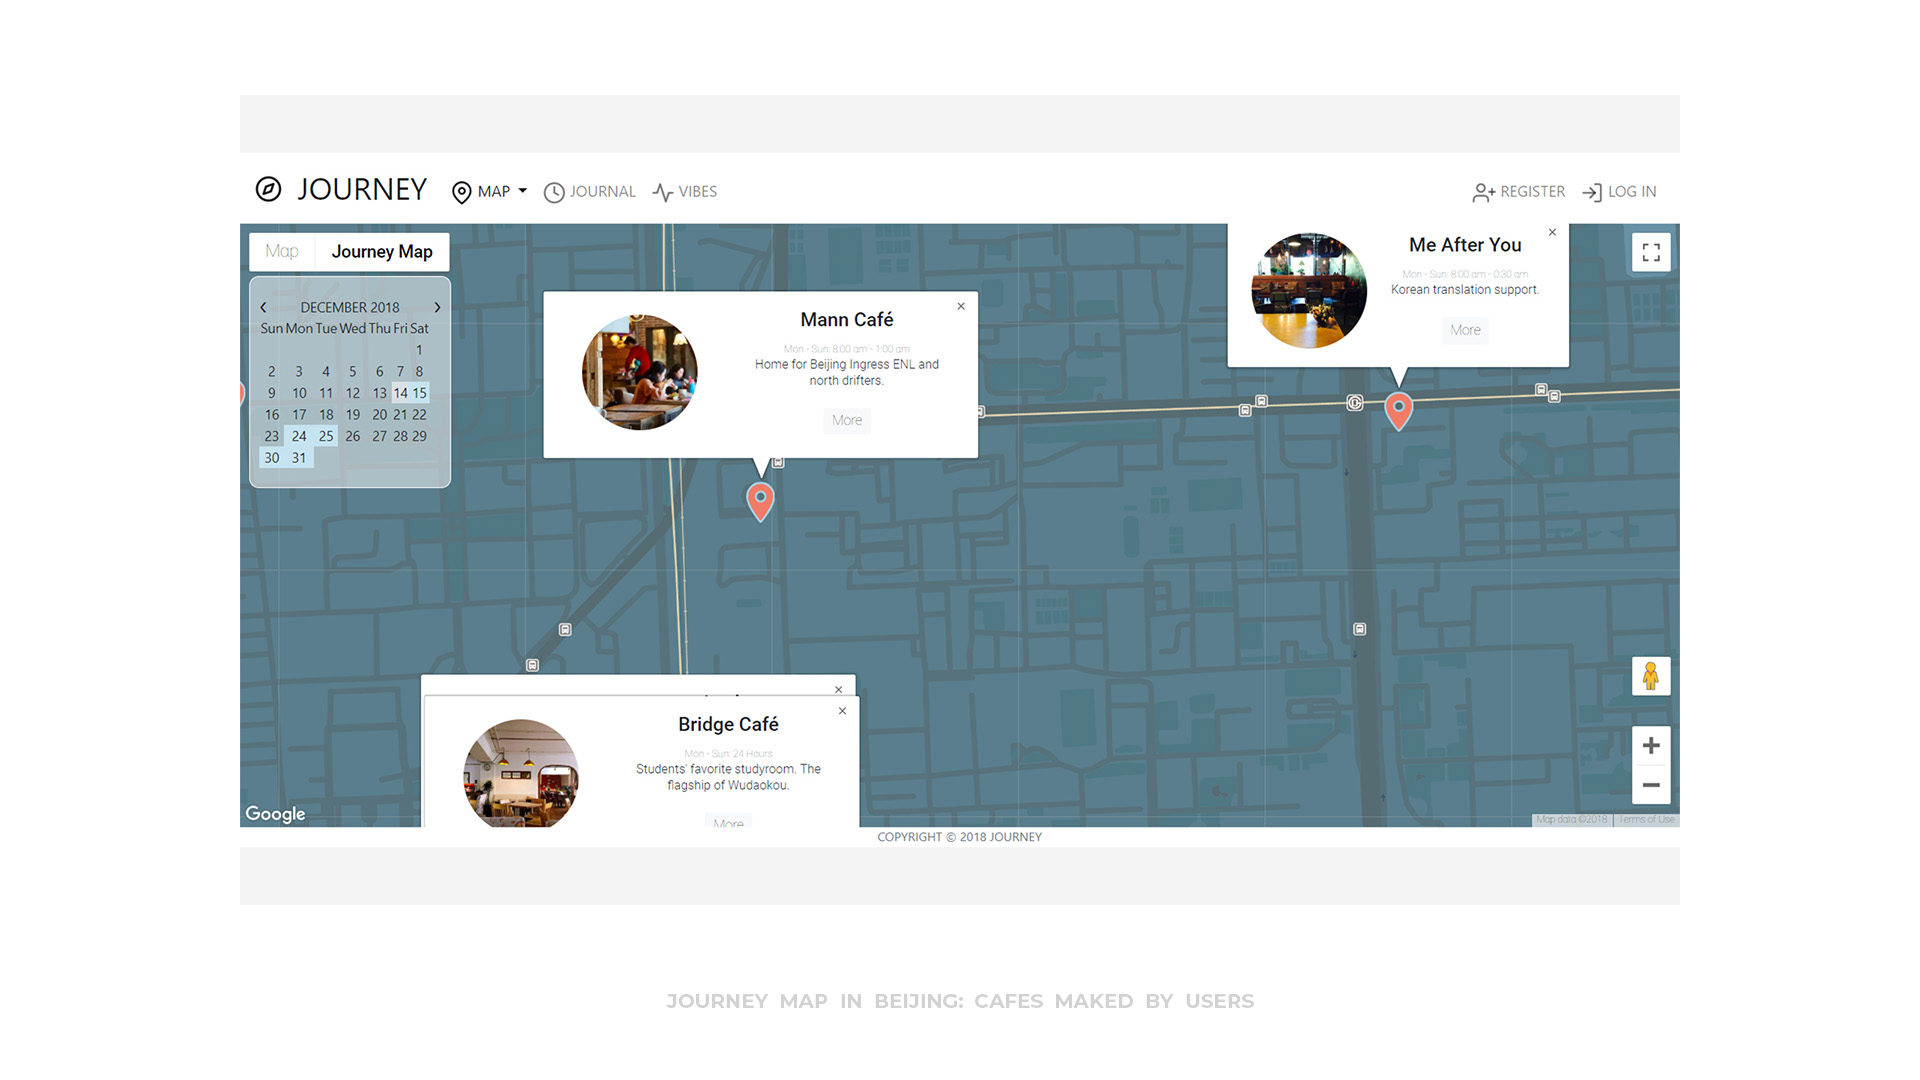 JOURNEY MAP JOURNAL VIBES REGISTER LOG IN
Map Journey Map
DECEMBER 2018
Sun Mon Tue Wed Thu Fri Sat
1
2 3 4 5 6 7 8
9 10 11 12 13 14 15
16 17 18 19 20 21 22
23 24 25 26 27 28 29
30 31
Mann Café
Mon - Sun: 8:00 am - 1:00 am
Home for Beijing Ingress ENL and
north drifters.
More
Me After You
Mon - Sun: 8:00 am - 0:30 am
Korean translation support.
More
Bridge Café
Mon - Sun: 24 Hours
Students' favorite studyroom. The
flagship of Wudaokou.
More
Google
Map data ©2018 Terms of Use
COPYRIGHT © 2018 JOURNEY
JOURNEY MAP IN BEIJING: CAFES MAKED BY USERS